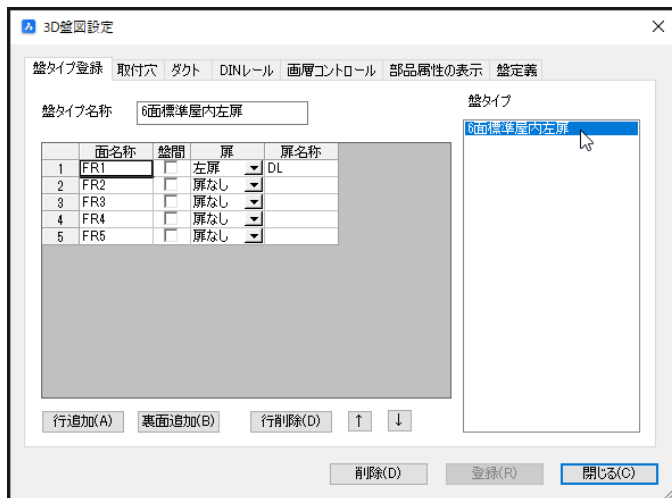 3D盤図設定
盤タイプ登録 取付穴 ダクト DINレール 画層コントロール 部品属性の表示 盤定義
盤タイプ名称 6面標準屋内左扉
盤タイプ
6面標準屋内左扉
面名称 盤間 扉 扉名称
1 FR1 左扉 DL
2 FR2 扉なし
3 FR3 扉なし
4 FR4 扉なし
5 FR5 扉なし
行追加(A) 裏面追加(B) 行削除(D) ↑ ↓
削除(D) 登録(R) 閉じる(C)